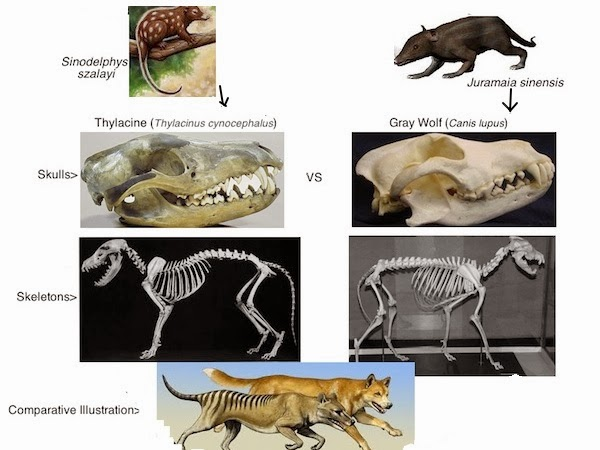 Sinodelphys
szalayi
Juramaia sinensis
Thylacine (Thylacinus cynocephalus)
Gray Wolf (Canis lupus)
Skulls>
VS
Skeletons>
Comparative Illustration>